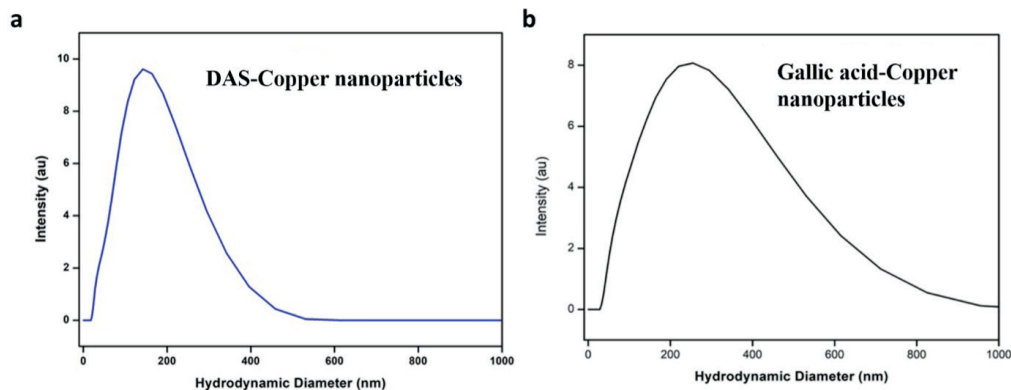 a
DAS-Copper nanoparticles
Intensity (au)
10
8
6
4
2
0
0 200 400 600 800 1000
Hydrodynamic Diameter (nm)
b
Gallic acid-Copper
nanoparticles
Intensity (au)
8
6
4
2
0
0 200 400 600 800 1000
Hydrodynamic Diameter (nm)